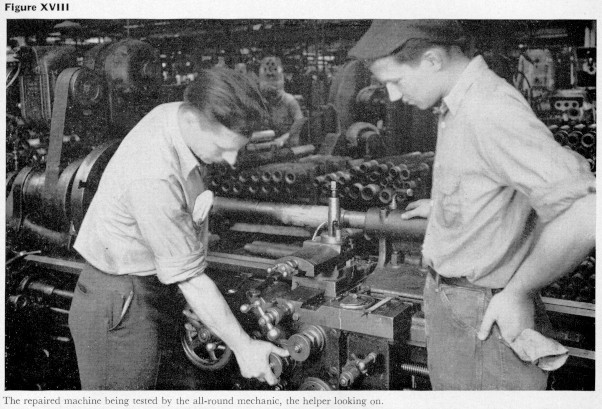 Figure XVIII
The repaired machine being tested by the all-round mechanic, the helper looking on.